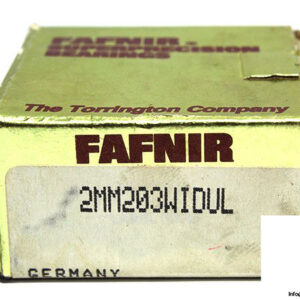 FAFNIR
SUPER PRECISION
BEARINGS
The Torrington Company
FAFNIR
2MM203WIDUL
GERMANY